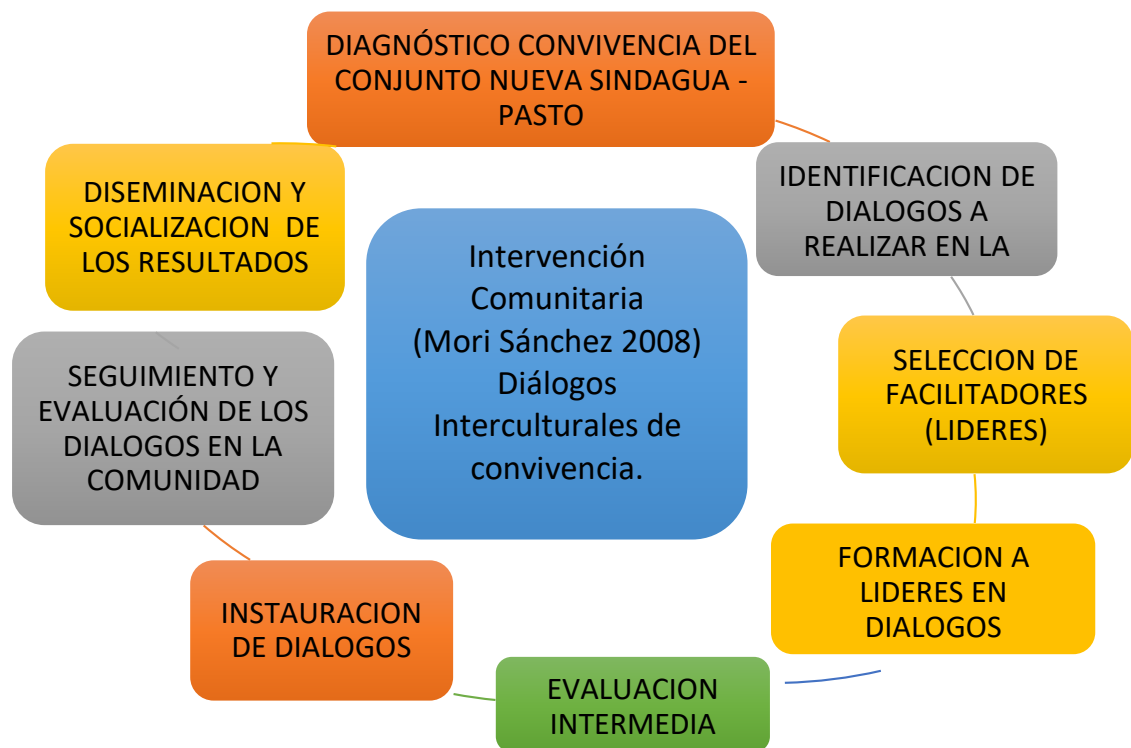 DIAGNÓSTICO CONVIVENCIA DEL
CONJUNTO NUEVA SINDAGUA -
PASTO
IDENTIFICACION DE
DIALOGOS A
REALIZAR EN LA
SELECCION DE
FACILITADORES
(LIDERES)
FORMACION A
LIDERES EN
DIALOGOS
EVALUACION
INTERMEDIA
INSTAURACION
DE DIALOGOS
SEGUIMIENTO Y
EVALUACIÓN DE LOS
DIALOGOS EN LA
COMUNIDAD
DISEMINACION Y
SOCIALIZACION DE
LOS RESULTADOS
Intervención
Comunitaria
(Mori Sánchez 2008)
Diálogos
Interculturales de
convivencia.